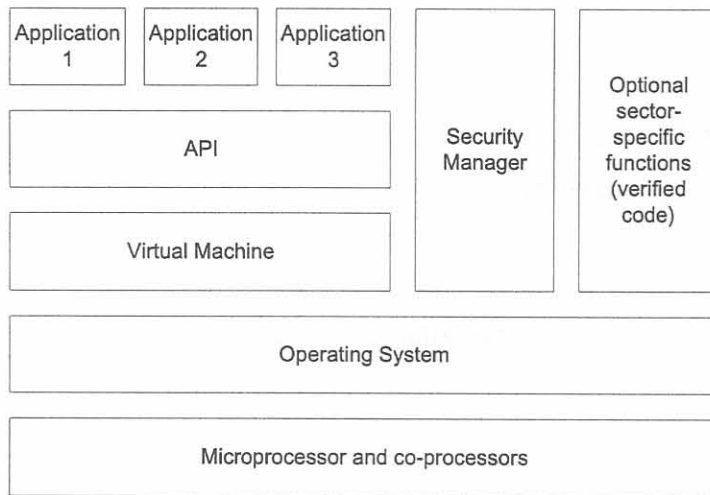 Application
1
Application
2
Application
3
API
Virtual Machine
Security
Manager
Optional
sector-
specific
functions
(verified
code)
Operating System
Microprocessor and co-processors